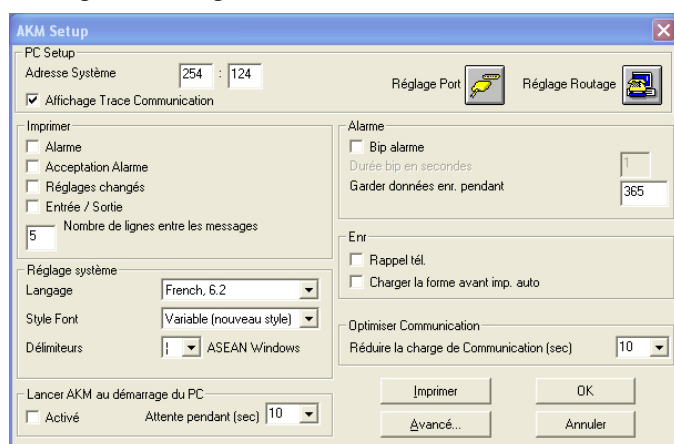 AKM Setup
PC Setup
Adresse Système 254 : 124
Réglage Port
Réglage Routage
Affichage Trace Communication
Imprimer
Alarme
Acceptation Alarme
Réglages changés
Entrée / Sortie
5 Nombre de lignes entre les messages
Alarme
Bip alarme
Durée bip en secondes 1
Garder données enr. pendant 365
Enr
Rappel tél.
Charger la forme avant imp. auto
Réglage système
Langage French, 6.2
Style Font Variable (nouveau style)
Délimiteurs ¦ ASEAN Windows
Optimiser Communication
Réduire la charge de Communication (sec) 10
Lancer AKM au démarrage du PC
Activé Attente pendant (sec) 10
Imprimer OK
Avancé... Annuler